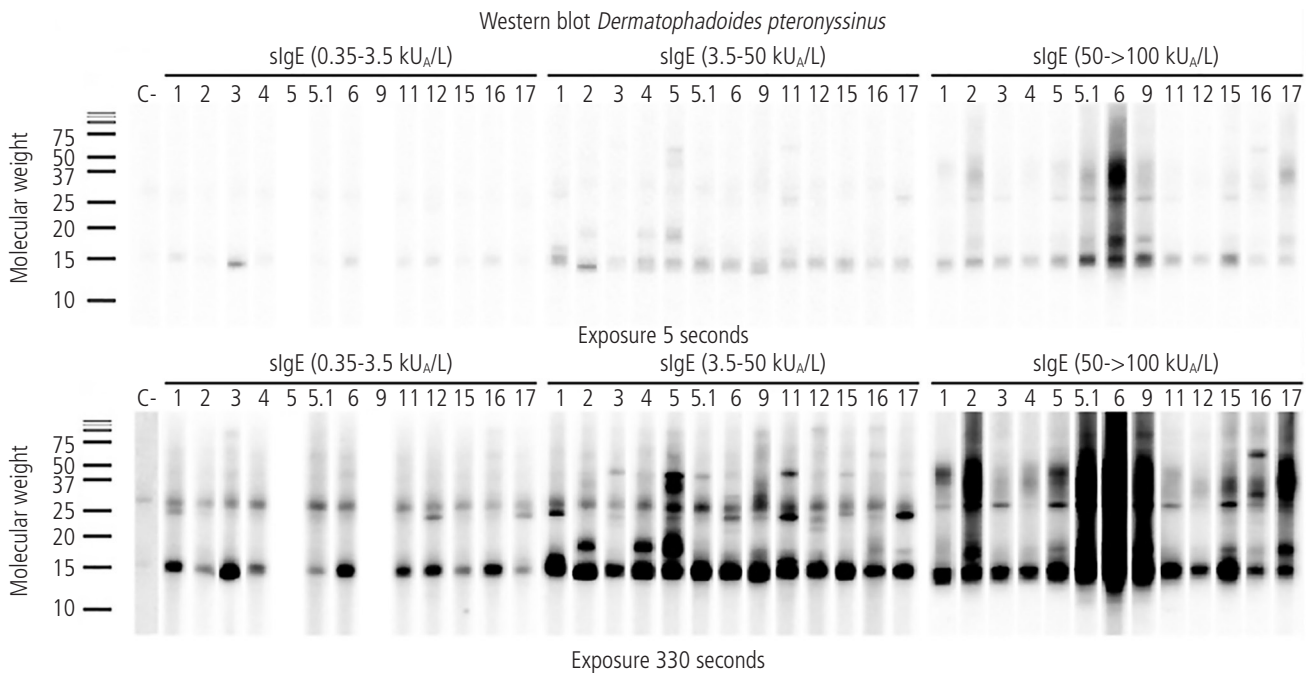 Western blot Dermatophadoides pteronyssinus
sIgE (0.35-3.5 kUA/L) sIgE (3.5-50 kUA/L) sIgE (50->100 kUA/L)
C- 1 2 3 4 5 5.1 6 9 11 12 15 16 17 1 2 3 4 5 5.1 6 9 11 12 15 16 17 1 2 3 4 5 5.1 6 9 11 12 15 16 17
Molecular weight
75
50
37
25
20
15
10
Exposure 5 seconds
sIgE (0.35-3.5 kUA/L) sIgE (3.5-50 kUA/L) sIgE (50->100 kUA/L)
C- 1 2 3 4 5 5.1 6 9 11 12 15 16 17 1 2 3 4 5 5.1 6 9 11 12 15 16 17 1 2 3 4 5 5.1 6 9 11 12 15 16 17
Molecular weight
75
50
37
25
20
15
10
Exposure 330 seconds